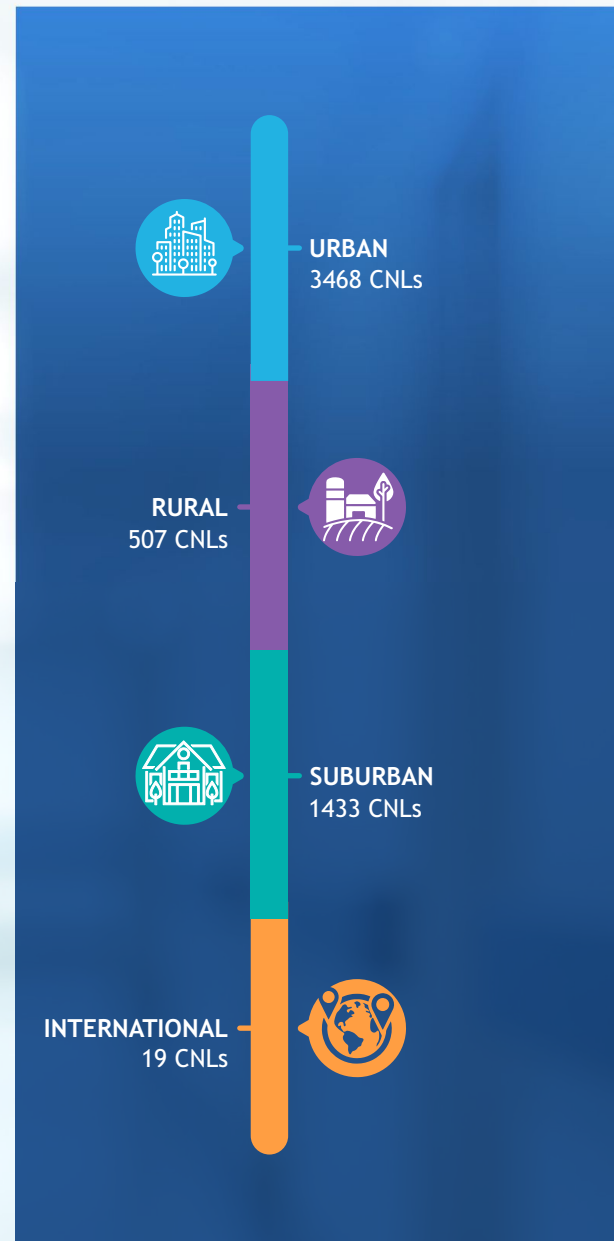 URBAN
3468 CNLs
RURAL
507 CNLs
SUBURBAN
1433 CNLs
INTERNATIONAL
19 CNLs